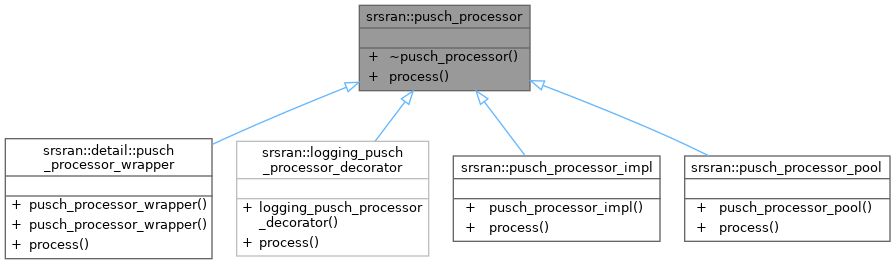 srsran::pusch_processor
+ ~pusch_processor()
+ process()
srsran::detail::pusch
_processor_wrapper
+ pusch_processor_wrapper()
+ pusch_processor_wrapper()
+ process()
srsran::logging_pusch
_processor_decorator
+ logging_pusch_processor
_decorator()
+ process()
srsran::pusch_processor_impl
+ pusch_processor_impl()
+ process()
srsran::pusch_processor_pool
+ pusch_processor_pool()
+ process()